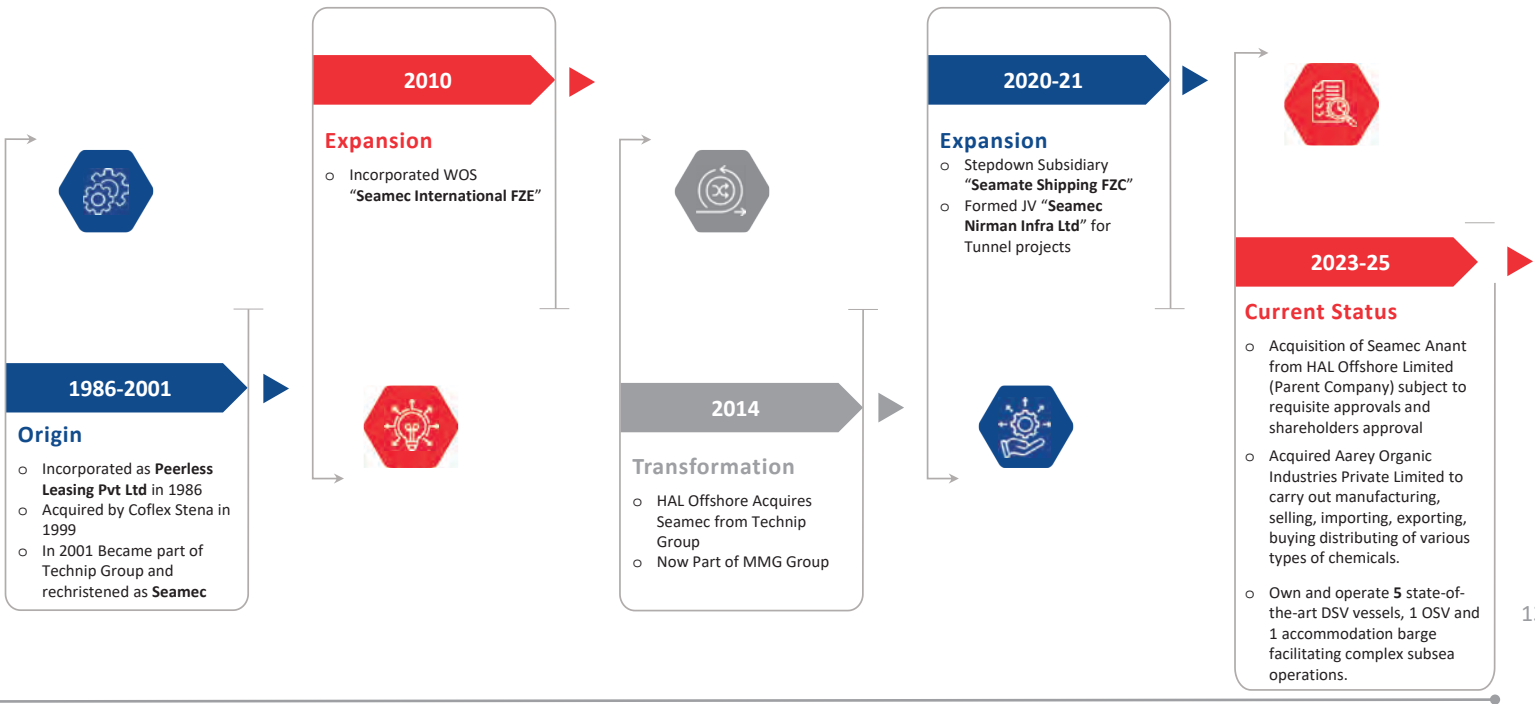 1986-2001
Origin
o Incorporated as Peerless
Leasing Pvt Ltd in 1986
o Acquired by Coflex Stena in
1999
o In 2001 Became part of
Technip Group and
rechristened as Seamec
2010
Expansion
o Incorporated WOS
“Seamec International FZE”
2014
Transformation
o HAL Offshore Acquires
Seamec from Technip
Group
o Now Part of MMG Group
2020-21
Expansion
o Stepdown Subsidiary
“Seamate Shipping FZC”
o Formed JV “Seamec
Nirman Infra Ltd” for
Tunnel projects
2023-25
Current Status
o Acquisition of Seamec Anant
from HAL Offshore Limited
(Parent Company) subject to
requisite approvals and
shareholders approval
o Acquired Aarey Organic
Industries Private Limited to
carry out manufacturing,
selling, importing, exporting,
buying distributing of various
types of chemicals.
o Own and operate 5 state-of-
the-art DSV vessels, 1 OSV and
1 accommodation barge
facilitating complex subsea
operations.